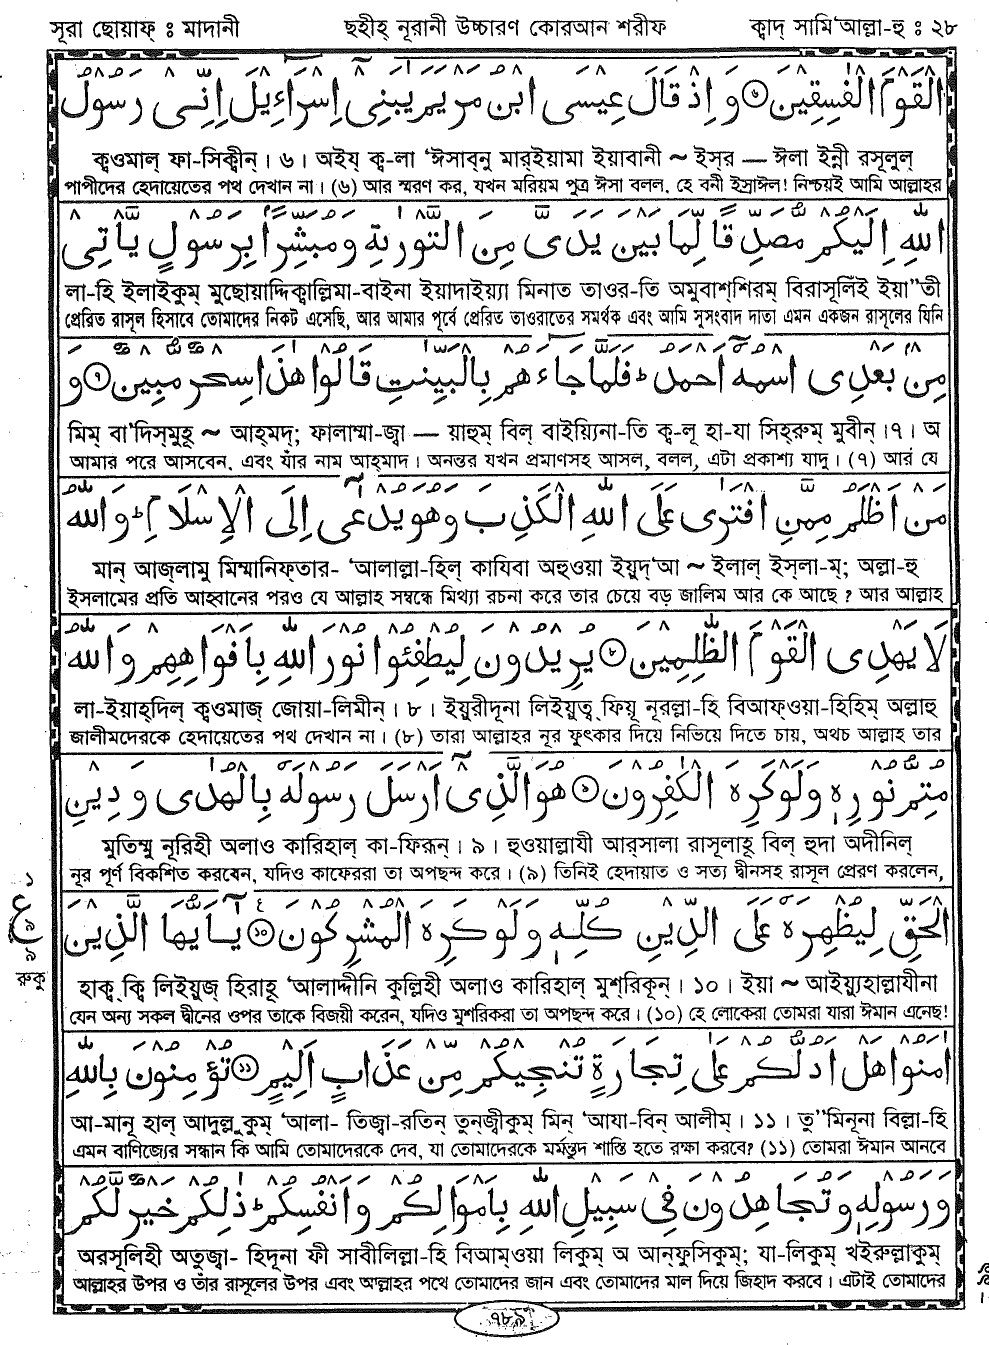 সূরা ছোয়াফ্ : মাদানী ছহীহ্ নূরানী উচ্চারণ কোরআন শরীফ ক্বাদ্ সামি'আল্লা-হু : ২৮
الْقَوْمَ الْفٰسِقِيْنَ ⑤ وَ اِذْ قَالَ عِيْسَى ابْنُ مَرْيَمَ يٰبَنِيْٓ اِسْرَآءِيْلَ اِنِّيْ رَسُوْلُ
ক্বওমাল্ ফা-সিক্বীন্। ৬। অইয্ ক্ব-লা 'ঈসাব্নু মার্ইয়ামা ইয়াবানী ~ ইস্র — ঈলা ইন্নী রসূলুল্
পাপীদের হেদায়েতের পথ দেখান না। (৬) আর স্মরণ কর, যখন মরিয়ম পুত্র ঈসা বলল, হে বনী ইস্রাঈল! নিশ্চয়ই আমি আল্লাহর
اللّٰهِ اِلَيْكُمْ مُّصَدِّقًا لِّمَا بَيْنَ يَدَيَّ مِنَ التَّوْرٰىةِ وَمُبَشِّرًۢا بِرَسُوْلٍ يَّاْتِيْ
লা-হি ইলাইকুম্ মুছোয়াদ্দিক্বাল্লিমা-বাইনা ইয়াদাইয়্যা মিনাত তাওর-তি অমুবাশ্শিরম্ বিরাসূলিঁই ইয়া"তী
প্রেরিত রাসূল হিসাবে তোমাদের নিকট এসেছি, আর আমার পূর্বে প্রেরিত তাওরাতের সমর্থক এবং আমি সুসংবাদ দাতা এমন একজন রাসূলের যিনি
مِنْۢ بَعْدِي اسْمُهٗٓ اَحْمَدُ ؕ فَلَمَّا جَآءَهُمْ بِالْبَيِّنٰتِ قَالُوْا هٰذَا سِحْرٌ مُّبِيْنٌ ⑥ وَ
মিম্ বা'দিস্মুহূ ~ আহ্মদ্; ফালাম্মা-জ্বা — য়াহুম্ বিল্ বাইয়্যিনা-তি ক্ব-লূ হা-যা সিহ্রুম্ মুবীন্।৭। অ
আমার পরে আসবেন, এবং যাঁর নাম আহ্মাদ। অনন্তর যখন প্রমাণসহ আসল, বলল, এটা প্রকাশ্য যাদু। (৭) আর যে
مَنْ اَظْلَمُ مِمَّنِ افْتَرٰى عَلَى اللّٰهِ الْكَذِبَ وَهُوَ يُدْعٰٓى اِلَى الْاِسْلَامِ ؕ وَاللّٰهُ
মান্ আজ্লামু মিম্মানিফ্তার- 'আলাল্লা-হিল্ কাযিবা অহুওয়া ইয়ুদ্'আ ~ ইলাল্ ইস্লা-ম্; অল্লা-হু
ইসলামের প্রতি আহ্বানের পরও যে আল্লাহ সম্বন্ধে মিথ্যা রচনা করে তার চেয়ে বড় জালিম আর কে আছে ? আর আল্লাহ
لَا يَهْدِي الْقَوْمَ الظّٰلِمِيْنَ ⑦ يُرِيْدُوْنَ لِيُطْفِـُٔوْا نُوْرَ اللّٰهِ بِاَفْوَاهِهِمْ وَاللّٰهُ
লা-ইয়াহ্দিল্ ক্বওমাজ্ জোয়া-লিমীন্। ৮। ইয়ুরীদূনা লিইয়ুত্ব্ ফিয়ূ নূরল্লা-হি বিআফ্ওয়া-হিহিম্ অল্লাহু
জালীমদেরকে হেদায়েতের পথ দেখান না। (৮) তারা আল্লাহর নূর ফুৎকার দিয়ে নিভিয়ে দিতে চায়, অথচ আল্লাহ তার
مُتِمُّ نُوْرِهٖ وَلَوْ كَرِهَ الْكٰفِرُوْنَ ⑧ هُوَ الَّذِيْٓ اَرْسَلَ رَسُوْلَهٗ بِالْهُدٰى وَدِيْنِ
মুতিম্মু নূরিহী অলাও কারিহাল্ কা-ফিরূন্। ৯। হুওয়াল্লাযী আর্সালা রাসূলাহূ বিল্ হুদা অদীনিল্
নূর পূর্ণ বিকশিত করবেন, যদিও কাফেররা তা অপছন্দ করে। (৯) তিনিই হেদায়াত ও সত্য দ্বীনসহ রাসূল প্রেরণ করলেন,
الْحَقِّ لِيُظْهِرَهٗ عَلَى الدِّيْنِ كُلِّهٖ وَلَوْ كَرِهَ الْمُشْرِكُوْنَ ⑩ يٰٓاَيُّهَا الَّذِيْنَ
হাক্ব্ ক্বি লিইয়ুজ্ হিরাহূ 'আলাদ্দীনি কুল্লিহী অলাও কারিহাল্ মুশ্রিকূন্। ১০। ইয়া ~ আইয়্যুহাল্লাযীনা
যেন অন্য সকল দ্বীনের ওপর তাকে বিজয়ী করেন, যদিও মুশরিকরা তা অপছন্দ করে। (১০) হে লোকেরা তোমরা যারা ঈমান এনেছ!
রুকু
اٰمَنُوْا هَلْ اَدُلُّكُمْ عَلٰى تِجَارَةٍ تُنْجِيْكُمْ مِّنْ عَذَابٍ اَلِيْمٍ ⑪ تُؤْمِنُوْنَ بِاللّٰهِ
আ-মানূ হাল্ আদুল্লুকুম্ 'আলা- তিজ্বা-রতিন্ তুন্জ্বীকুম্ মিন্ 'আযা-বিন্ আলীম্। ১১। তু"মিনূনা বিল্লা-হি
এমন বাণিজ্যের সন্ধান কি আমি তোমাদেরকে দেব, যা তোমাদেরকে মর্মন্তুদ শাস্তি হতে রক্ষা করবে? (১১) তোমরা ঈমান আনবে
وَرَسُوْلِهٖ وَتُجَاهِدُوْنَ فِيْ سَبِيْلِ اللّٰهِ بِاَمْوَالِكُمْ وَاَنْفُسِكُمْ ؕ ذٰلِكُمْ خَيْرٌ لَّكُمْ
অরসূলিহী অতুজ্বা- হিদূনা ফী সাবীলিল্লা-হি বিআম্ওয়া লিকুম্ অ আন্ফুসিকুম্; যা-লিকুম্ খইরুল্লাকুম্
আল্লাহর উপর ও তাঁর রাসূলের উপর এবং আল্লাহর পথে তোমাদের জান এবং তোমাদের মাল দিয়ে জিহাদ করবে। এটাই তোমাদের
৭৮৯